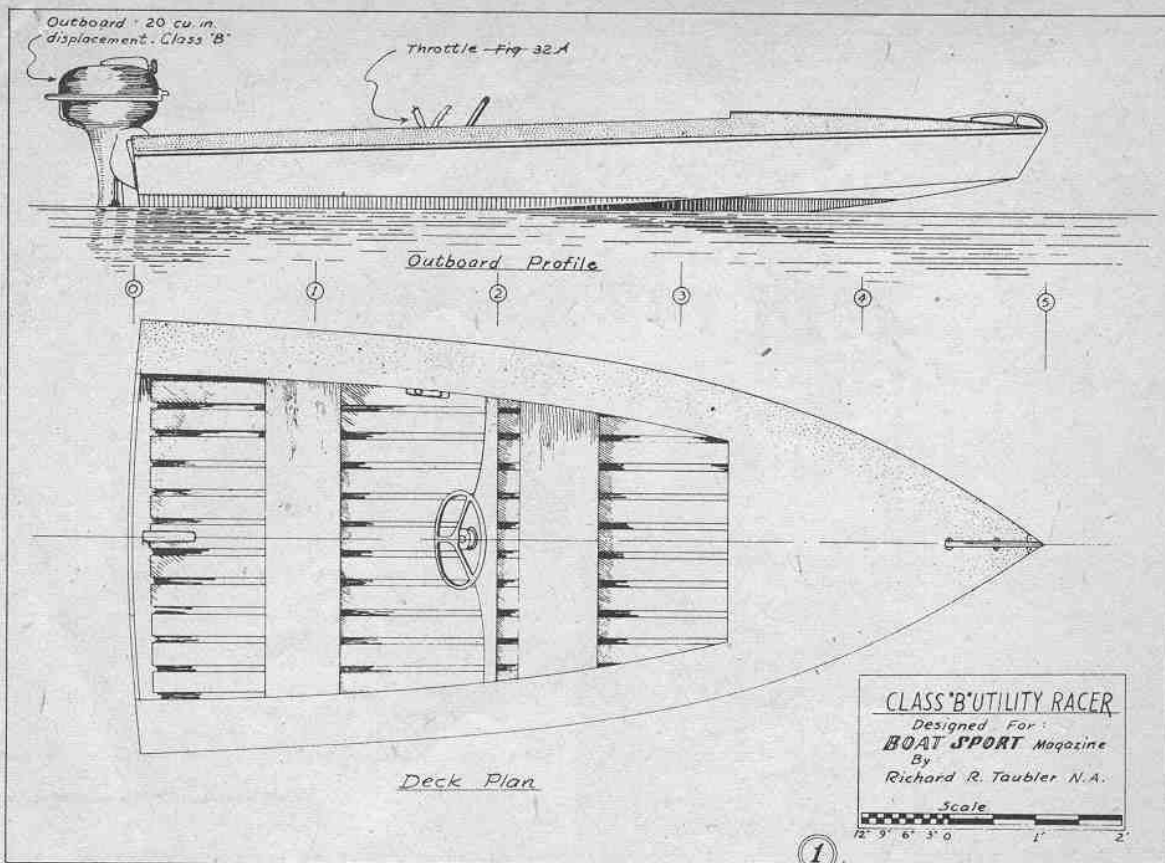 Outboard - 20 cu. in.
displacement. Class "B"
Throttle - Fig 32A
Outboard Profile
0 1 2 3 4 5
Deck Plan
CLASS "B" UTILITY RACER
Designed For :
BOAT SPORT Magazine
By
Richard R. Taubler N.A.
Scale
12" 9" 6" 3" 0 1' 2'
1